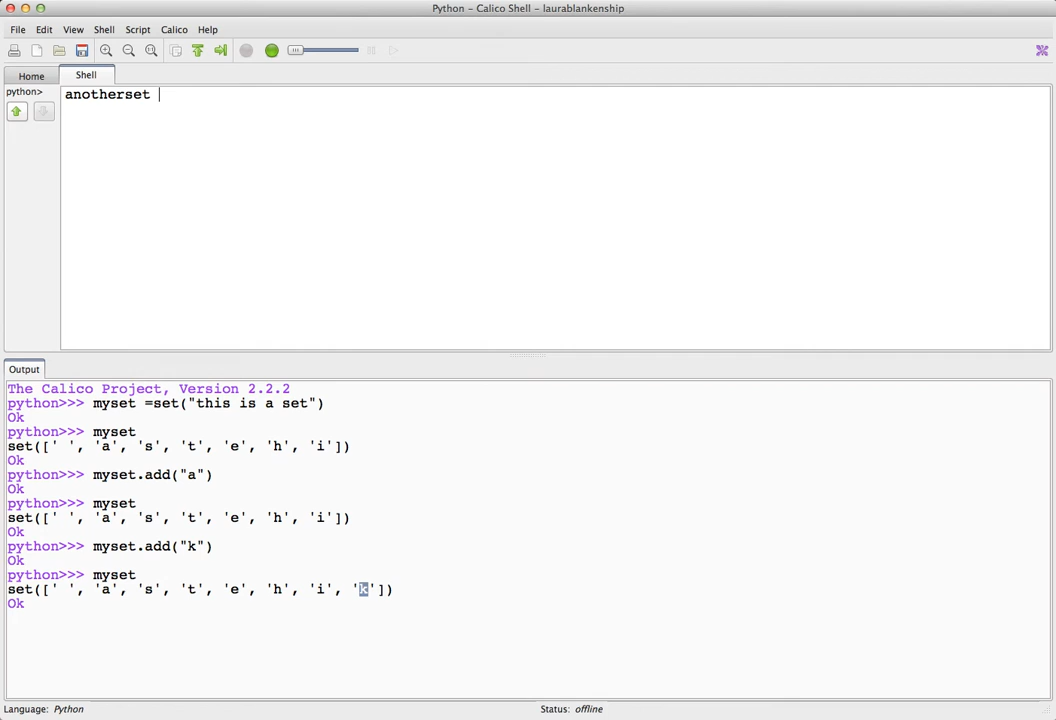 Python - Calico Shell - laurablankenship
File Edit View Shell Script Calico Help
Home Shell
python> anotherset
Output
The Calico Project, Version 2.2.2
python>>> myset =set("this is a set")
Ok
python>>> myset
set([' ', 'a', 's', 't', 'e', 'h', 'i'])
Ok
python>>> myset.add("a")
Ok
python>>> myset
set([' ', 'a', 's', 't', 'e', 'h', 'i'])
Ok
python>>> myset.add("k")
Ok
python>>> myset
set([' ', 'a', 's', 't', 'e', 'h', 'i', 'k'])
Ok
Language: Python Status: offline